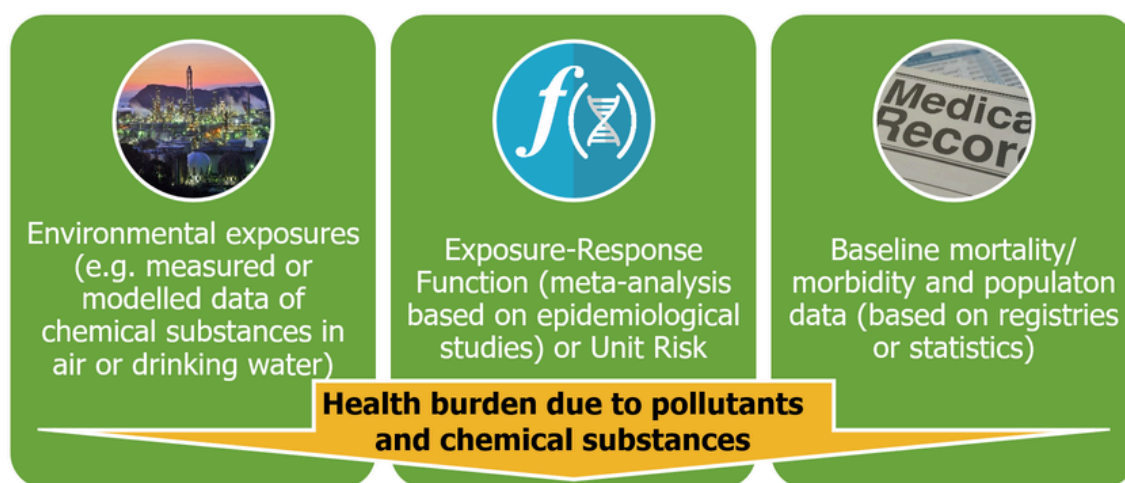 f(
)
Medica
Recor
Environmental exposures
(e.g. measured or
modelled data of
chemical substances in
air or drinking water)
Exposure-Response
Function (meta-analysis
based on epidemiological
studies) or Unit Risk
Baseline mortality/
morbidity and populaton
data (based on registries
or statistics)
Health burden due to pollutants
and chemical substances